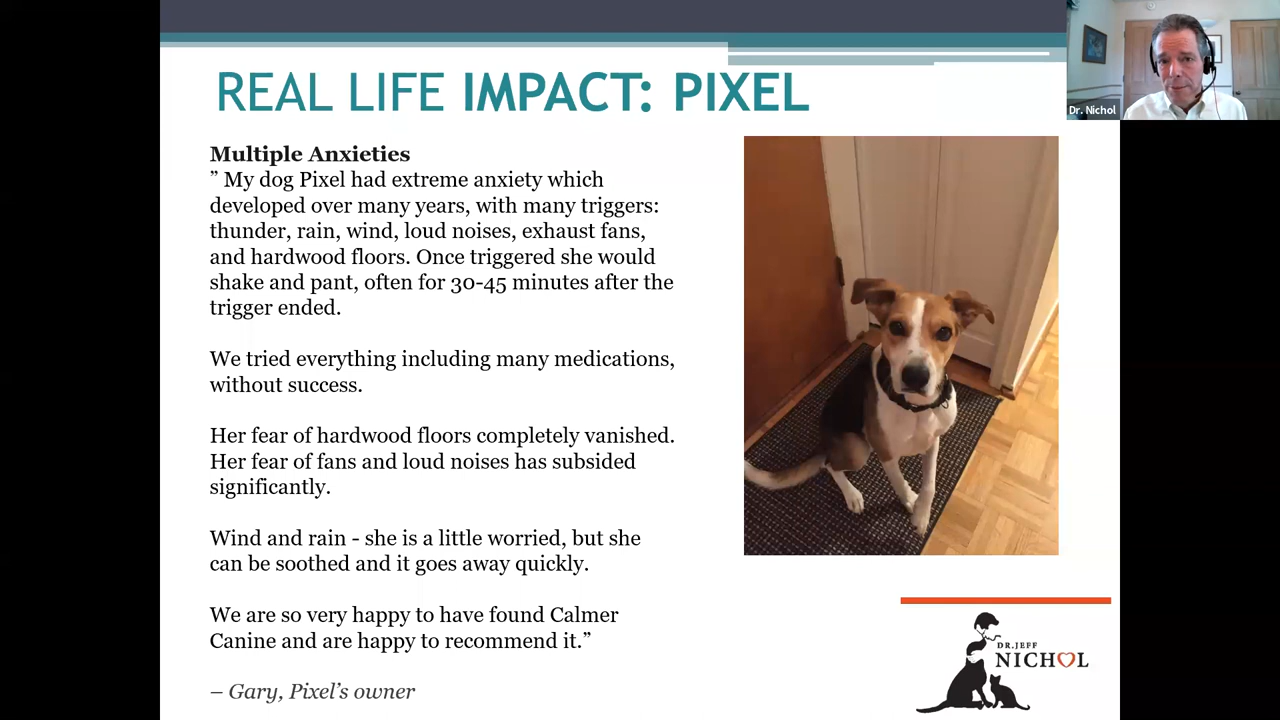 REAL LIFE IMPACT: PIXEL
Dr. Nichol
Multiple Anxieties
” My dog Pixel had extreme anxiety which
developed over many years, with many triggers:
thunder, rain, wind, loud noises, exhaust fans,
and hardwood floors. Once triggered she would
shake and pant, often for 30-45 minutes after the
trigger ended.
We tried everything including many medications,
without success.
Her fear of hardwood floors completely vanished.
Her fear of fans and loud noises has subsided
significantly.
Wind and rain - she is a little worried, but she
can be soothed and it goes away quickly.
We are so very happy to have found Calmer
Canine and are happy to recommend it.”
– Gary, Pixel’s owner
DR.JEFF
NICHOL